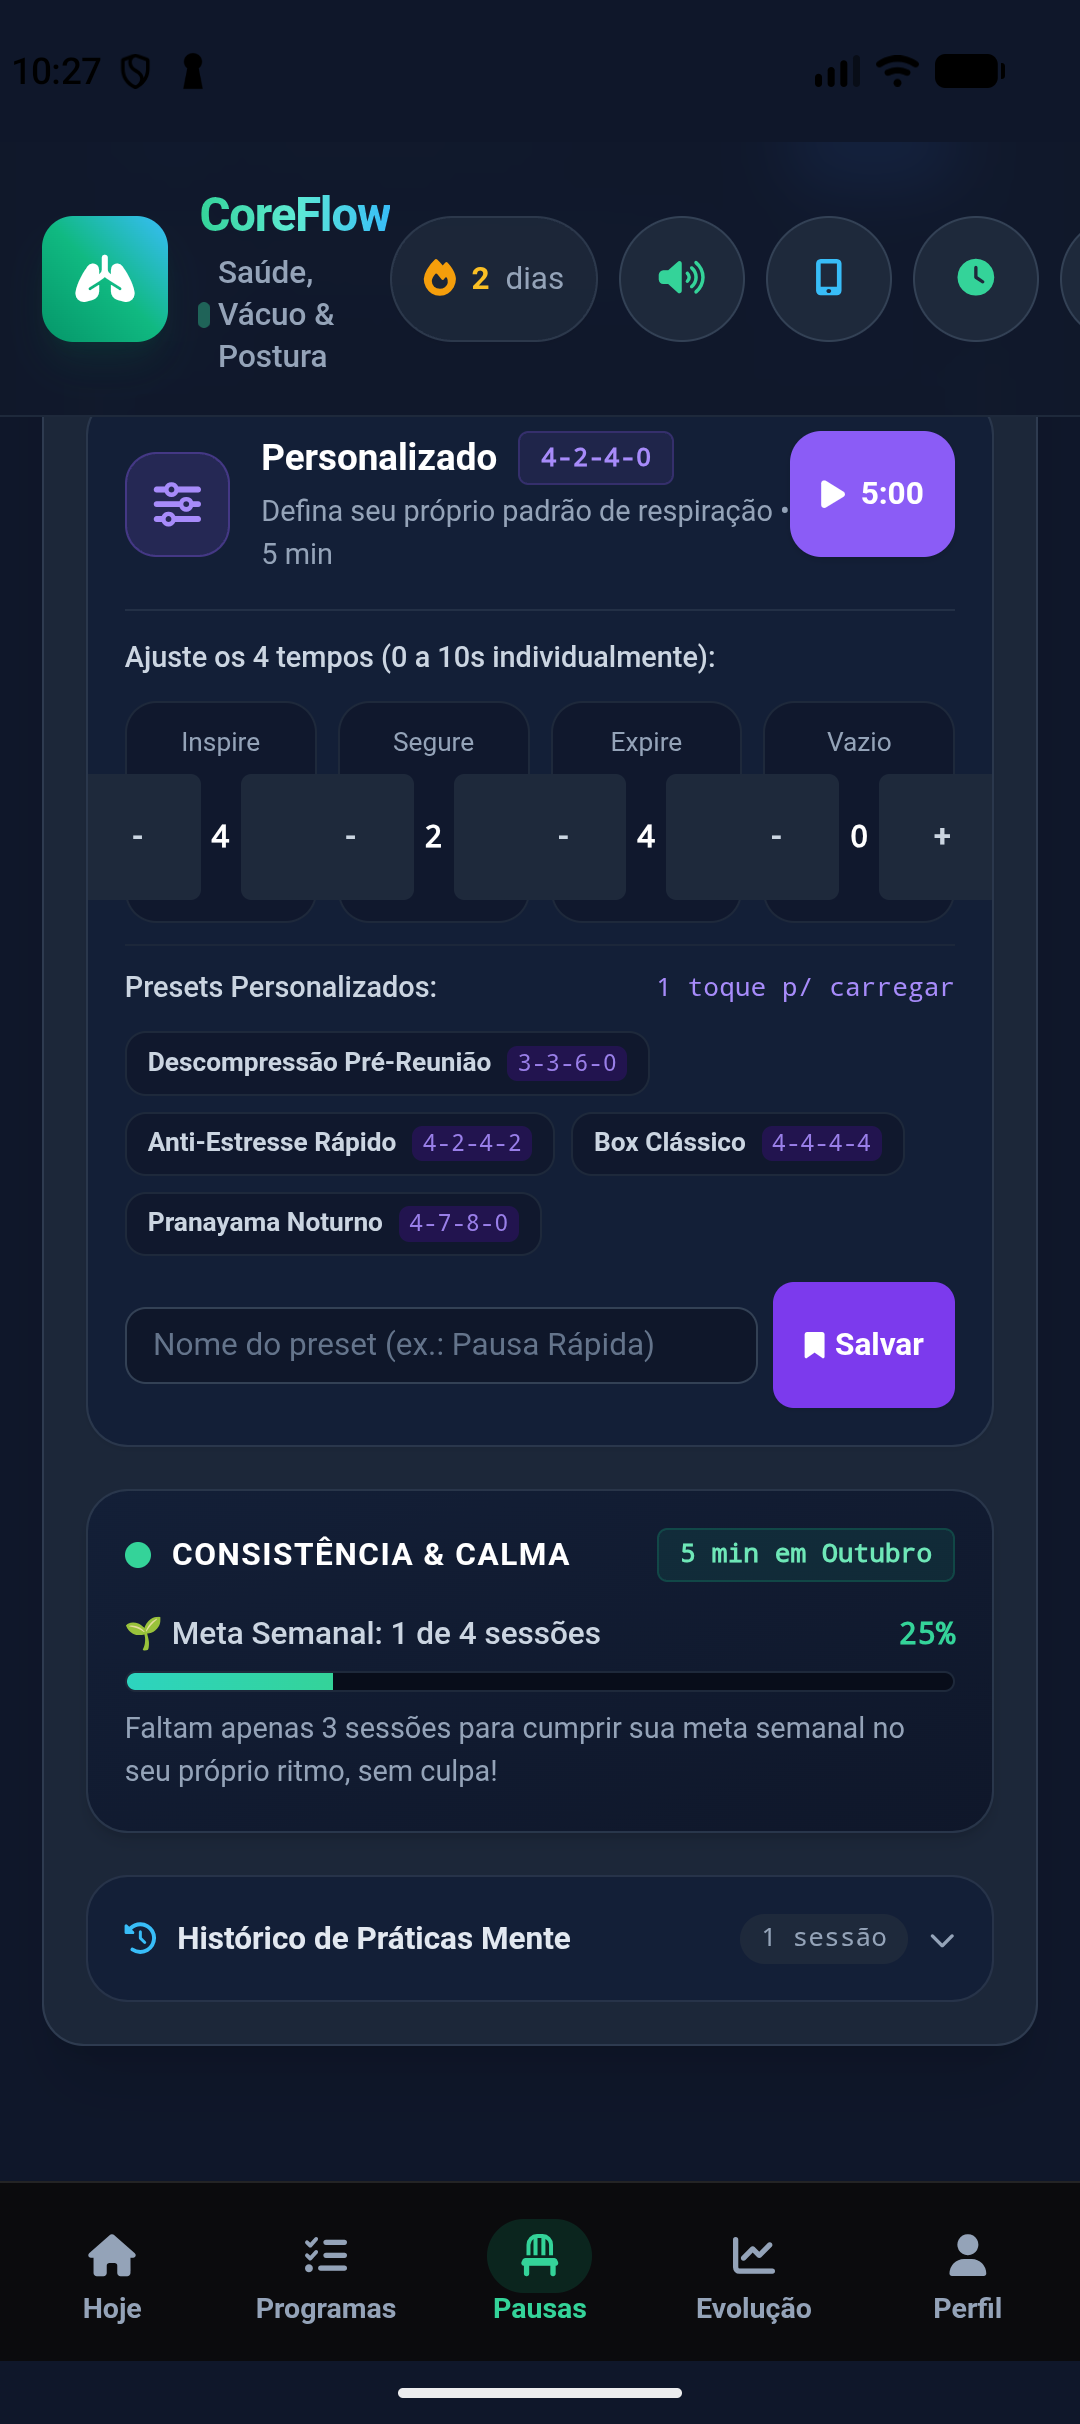 10:27
CoreFlow
Saúde,
Vácuo &
Postura
2 dias
Personalizado 4-2-4-0
Defina seu próprio padrão de respiração •
5 min
5:00
Ajuste os 4 tempos (0 a 10s individualmente):
Inspire Segure Expire Vazio
- 4 - 2 - 4 - 0 +
Presets Personalizados: 1 toque p/ carregar
Descompressão Pré-Reunião 3-3-6-0
Anti-Estresse Rápido 4-2-4-2 Box Clássico 4-4-4-4
Pranayama Noturno 4-7-8-0
Nome do preset (ex.: Pausa Rápida) Salvar
CONSISTÊNCIA & CALMA 5 min em Outubro
Meta Semanal: 1 de 4 sessões 25%
Faltam apenas 3 sessões para cumprir sua meta semanal no
seu próprio ritmo, sem culpa!
Histórico de Práticas Mente 1 sessão
Hoje Programas Pausas Evolução Perfil